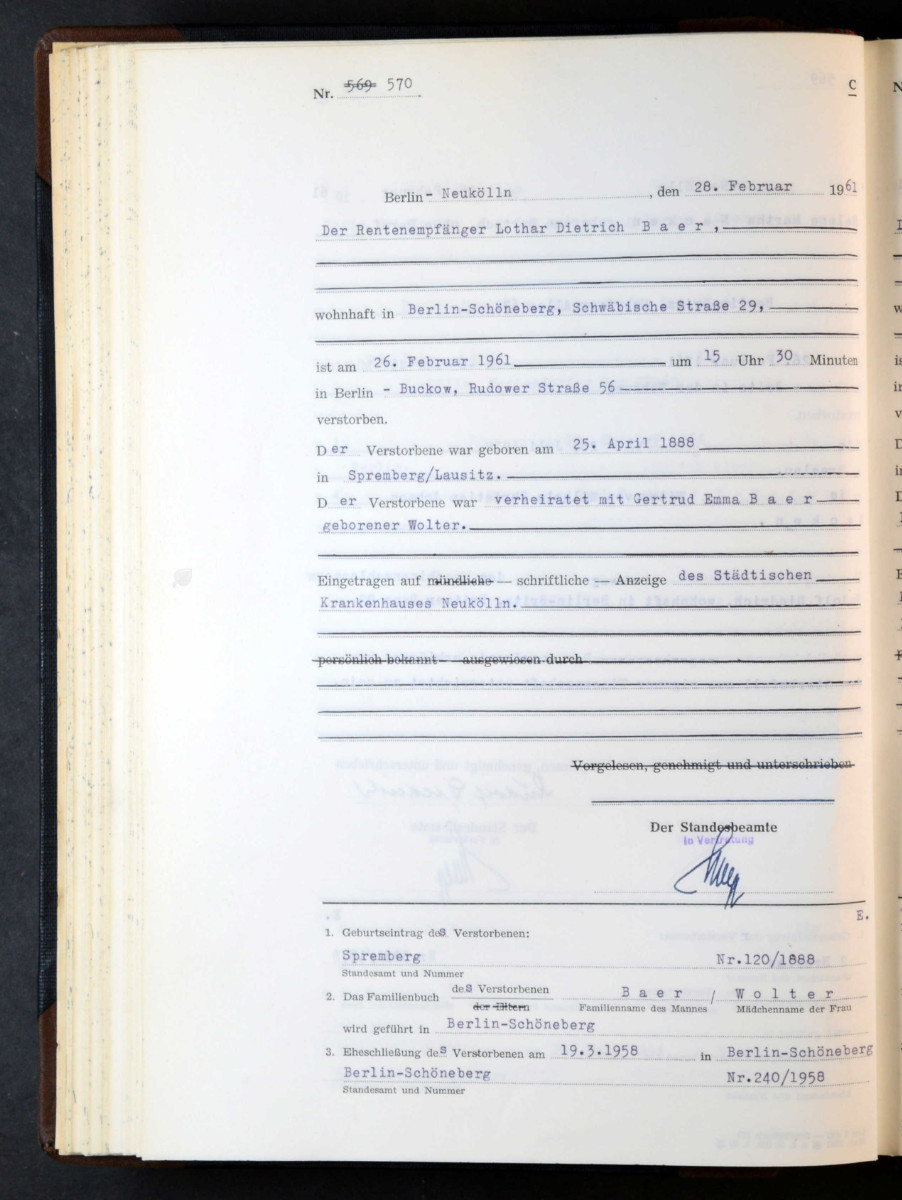 Nr. 569 570
C
Berlin - Neukölln, den 28. Februar 1961
Der Rentenempfänger Lothar Dietrich B a e r ,
wohnhaft in Berlin-Schöneberg, Schwäbische Straße 29,
ist am 26. Februar 1961 um 15 Uhr 30 Minuten
in Berlin - Buckow, Rudower Straße 56
verstorben.
Der Verstorbene war geboren am 25. April 1888
in Spremberg/Lausitz.
Der Verstorbene war verheiratet mit Gertrud Emma B a e r
geborener Wolter.
Eingetragen auf mündliche — schriftliche — Anzeige des Städtischen
Krankenhauses Neukölln.
persönlich bekannt — ausgewiesen durch
Vorgelesen, genehmigt und unterschrieben
Der Standesbeamte
In Vertretung
E.
1. Geburtseintrag des Verstorbenen:
Spremberg Nr.120/1888
Standesamt und Nummer
2. Das Familienbuch des Verstorbenen B a e r / W o l t e r
der Eltern Familienname des Mannes Mädchenname der Frau
wird geführt in Berlin-Schöneberg
3. Eheschließung des Verstorbenen am 19.3.1958 in Berlin-Schöneberg
Berlin-Schöneberg Nr.240/1958
Standesamt und Nummer